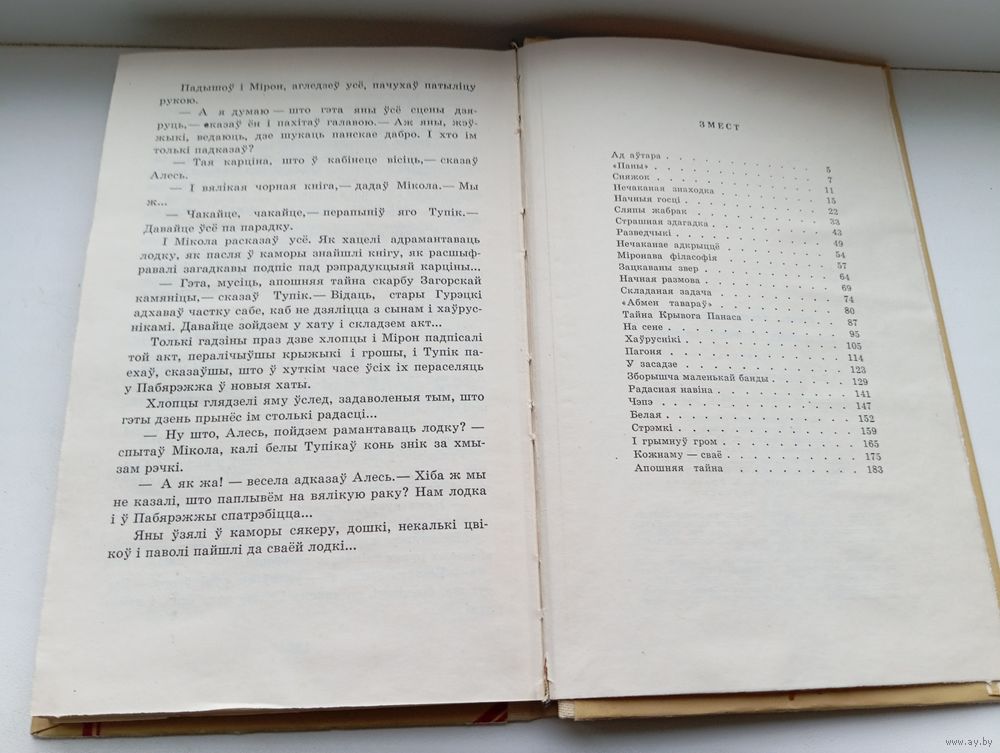 Падышоў і Мірон, агледзеў усё, пачухаў патыліцу
рукою.
— А я думаю — што гэта яны ўсё сцены дзя-
руць,— сказаў ён і пахітаў галавою.— Аж яны, жэў-
жыкі, ведаюць, дзе шукаць панскае дабро. І хто ім
толькі падказаў?
— Тая карціна, што ў кабінеце вісіць,— сказаў
Алесь.
— І вялікая чорная кніга,— дадаў Мікола.— Мы
ж...
— Чакайце, чакайце,— перапыніў яго Тупік.—
Давайце ўсё па парадку.
І Мікола расказаў усё. Як хацелі адрамантаваць
лодку, як пасля ў каморы знайшлі кнігу, як расшыф-
равалі загадкавы подпіс пад рэпрадукцыяй карціны...
— Гэта, мусіць, апошняя тайна скарбу Загорскай
камяніцы,— сказаў Тупік.— Відаць, стары Гурэцкі
адхаваў частку сабе, каб не дзяліцца з сынам і хаўрус-
нікамі. Давайце зойдзем у хату і складзем акт...
Толькі гадзіны праз дзве хлопцы і Мірон падпісалі
той акт, пералічыўшы крыжыкі і грошы, і Тупік па-
ехаў, сказаўшы, што ў хуткім часе ўсіх іх пераселяць
у Пабярэжжа ў новыя хаты.
Хлопцы глядзелі яму ўслед, задаволеныя тым, што
гэты дзень прынёс ім столькі радасці...
— Ну што, Алесь, пойдзем рамантаваць лодку? —
спытаў Мікола, калі белы Тупікаў конь знік за хмы-
зам рэчкі.
— А як жа! — весела адказаў Алесь.— Хіба ж мы
не казалі, што паплывём на вялікую раку? Нам лодка
і ў Пабярэжжы спатрэбіцца...
Яны ўзялі ў каморы сякеру, дошкі, некалькі цві-
коў і паволі пайшлі да сваёй лодкі...
ЗМЕСТ
Ад аўтара . . . . . . . . . . 5
«Паны» . . . . . . . . . . 7
Сняжок . . . . . . . . . . 11
Нечаканая знаходка . . . . . . . . . . 15
Начныя госці . . . . . . . . . . 22
Сляпы жабрак . . . . . . . . . . 33
Страшная здагадка . . . . . . . . . . 43
Разведчыкі . . . . . . . . . . 49
Нечаканае адкрыццё . . . . . . . . . . 54
Міронава філасофія . . . . . . . . . . 57
Зацкаваны звер . . . . . . . . . . 64
Начная размова . . . . . . . . . . 69
Складаная задача . . . . . . . . . . 74
«Абмен тавараў» . . . . . . . . . . 80
Тайна Крывога Панаса . . . . . . . . . . 87
На сене . . . . . . . . . . 95
Хаўруснікі . . . . . . . . . . 105
Пагоня . . . . . . . . . . 114
У засадзе . . . . . . . . . . 123
Зборышча маленькай банды . . . . . . . . . . 129
Радасная навіна . . . . . . . . . . 141
Чэпэ . . . . . . . . . . 147
Белая . . . . . . . . . . 152
Стрэмкі . . . . . . . . . . 159
І грымнуў гром . . . . . . . . . . 165
Кожнаму — сваё . . . . . . . . . . 175
Апошняя тайна . . . . . . . . . . 183
www.ay.by